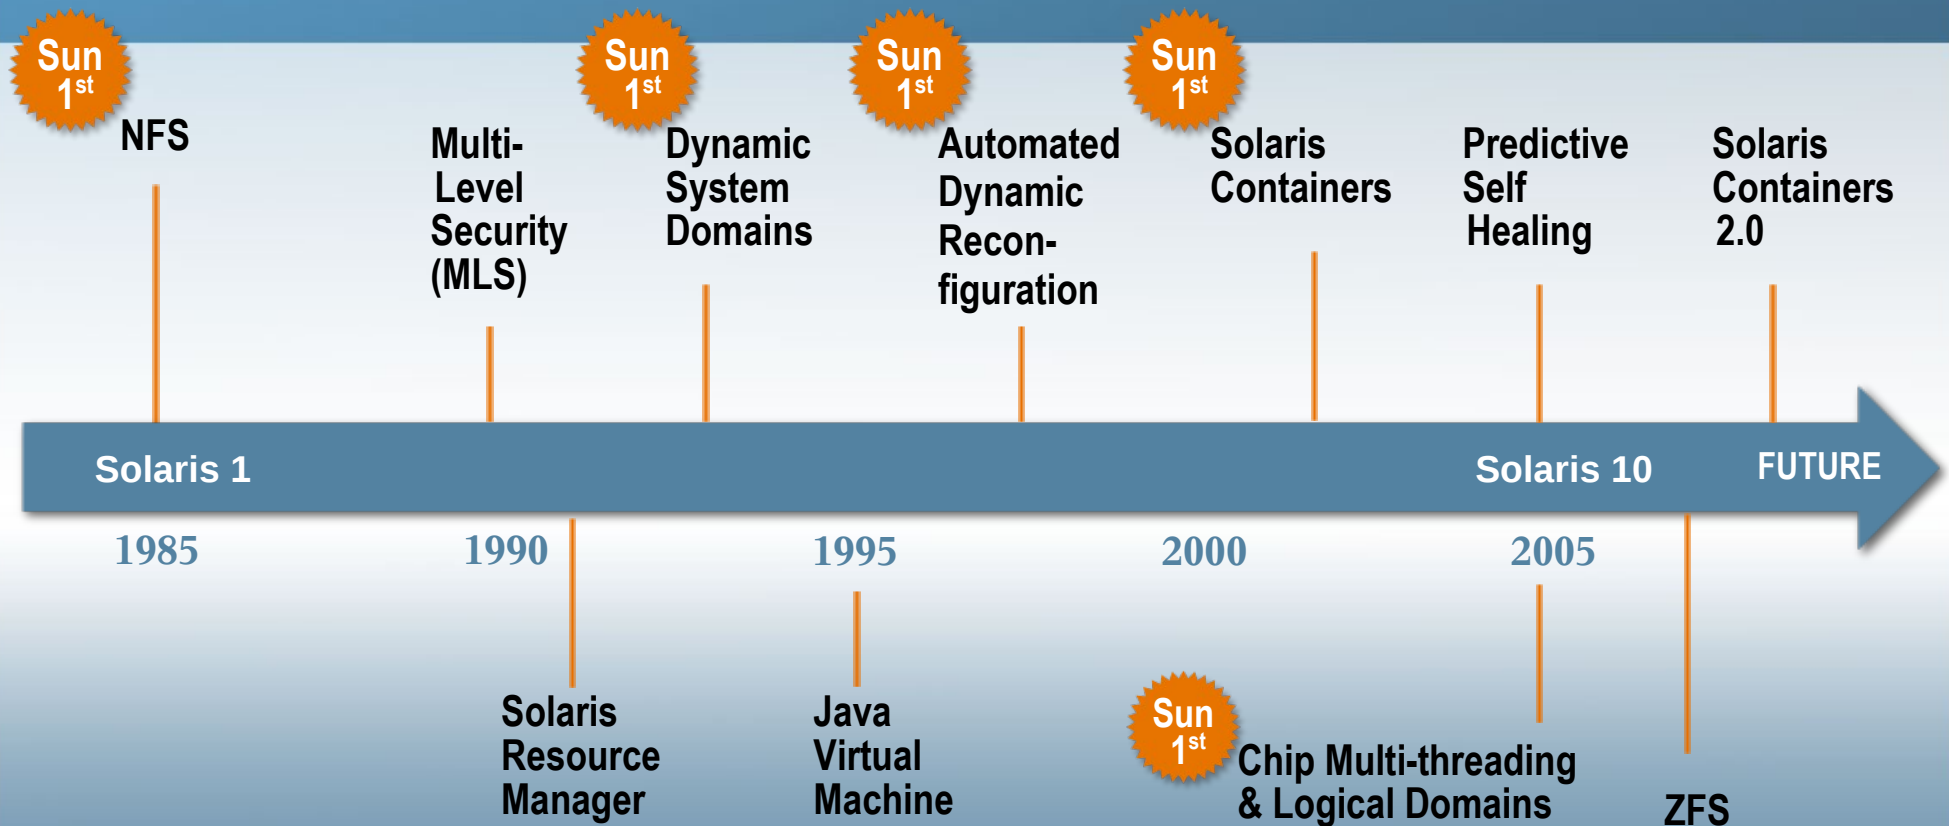 Sun
1st
NFS
Multi-
Level
Security
(MLS)
Sun
1st
Dynamic
System
Domains
Sun
1st
Automated
Dynamic
Recon-
figuration
Sun
1st
Solaris
Containers
Predictive
Self
Healing
Solaris
Containers
2.0
Solaris 1
Solaris 10
FUTURE
1985
1990
1995
2000
2005
Solaris
Resource
Manager
Java
Virtual
Machine
Sun
1st
Chip Multi-threading
& Logical Domains
ZFS